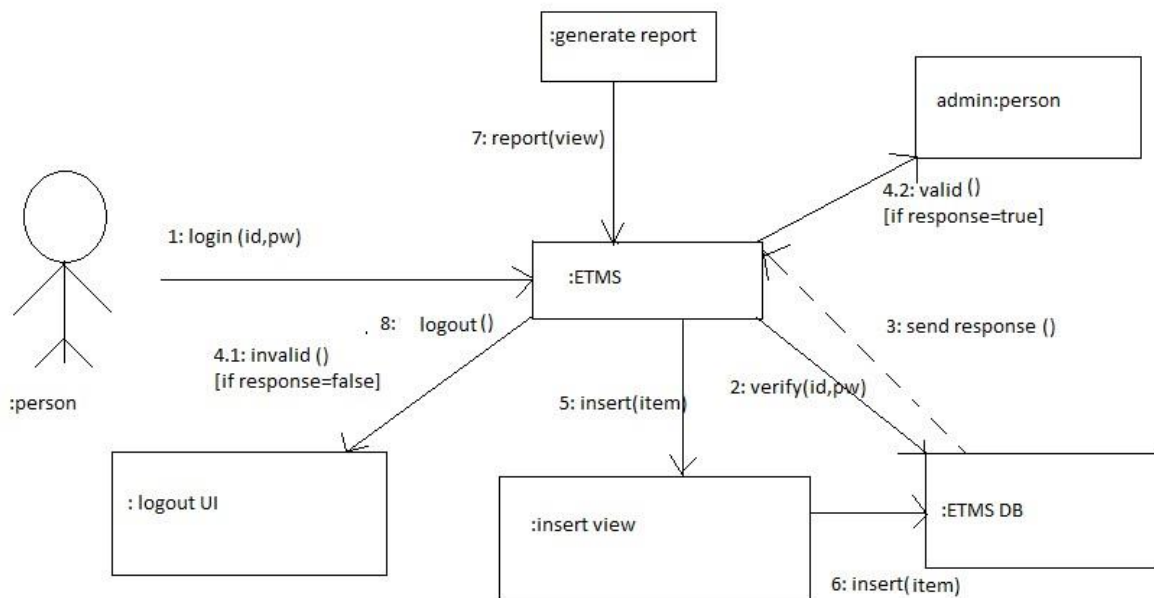 :generate report
admin:person
7: report(view)
4.2: valid ()
[if response=true]
1: login (id,pw)
:ETMS
. 8: logout ()
3: send response ()
4.1: invalid ()
[if response=false]
2: verify(id,pw)
5: insert(item)
:person
: logout UI
:insert view
:ETMS DB
6: insert(item)